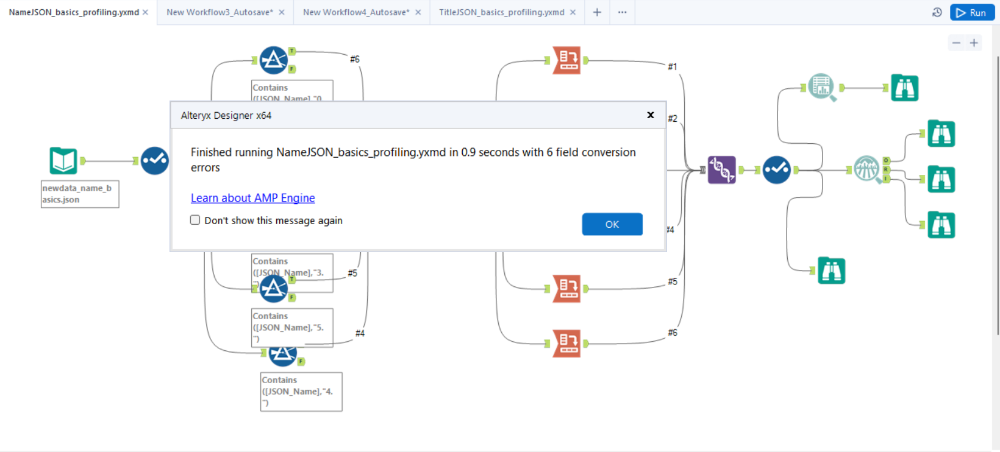 NameJSON_basics_profiling.yxmd
New Workflow3_Autosave*
New Workflow4_Autosave*
TitleJSON_basics_profiling.yxmd
Run
T
F
#6
Contains
([JSON_Name],"0
#1
#2
Alteryx Designer x64
Finished running NameJSON_basics_profiling.yxmd in 0.9 seconds with 6 field conversion
errors
Learn about AMP Engine
Don't show this message again
OK
newdata_name_b
asics.json
O
R
I
#4
Contains
([JSON_Name],"3.
")
T
F
#5
#5
Contains
([JSON_Name],"5.
")
#4
#6
F
Contains
([JSON_Name],"4.
")